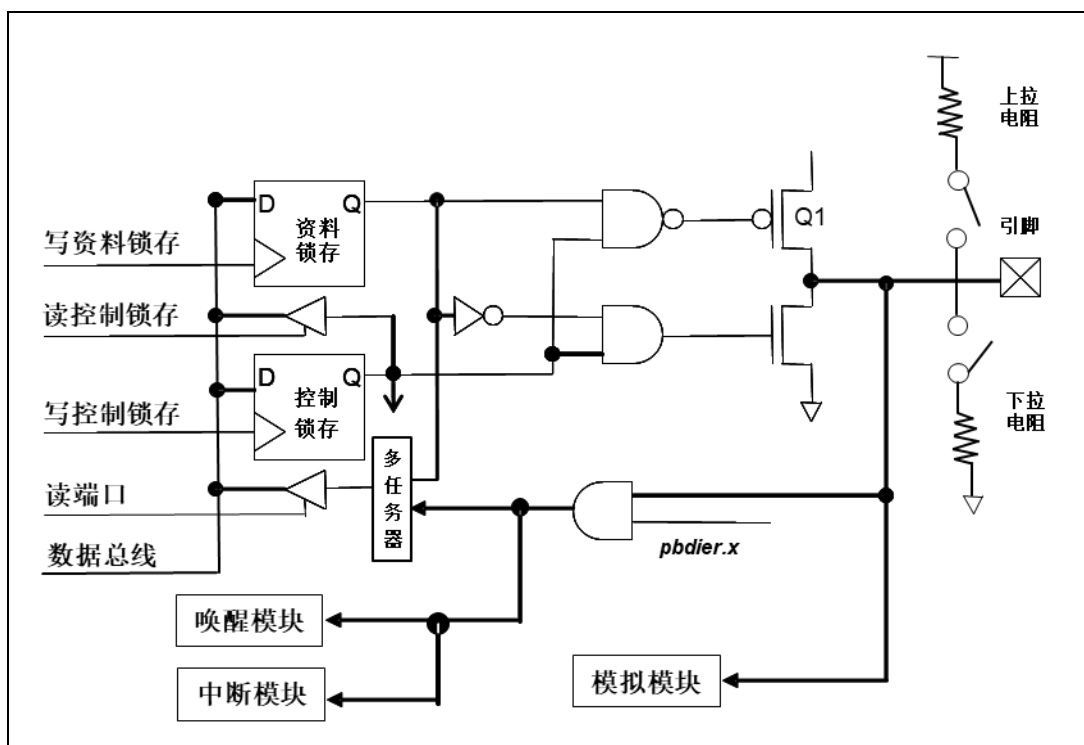 上拉
电阻
D
Q
资料
锁存
Q1
写资料锁存
引脚
读控制锁存
D
Q
控制
锁存
写控制锁存
下拉
电阻
多
任
务
器
读端口
pbdier.x
数据总线
唤醒模块
中断模块
模拟模块